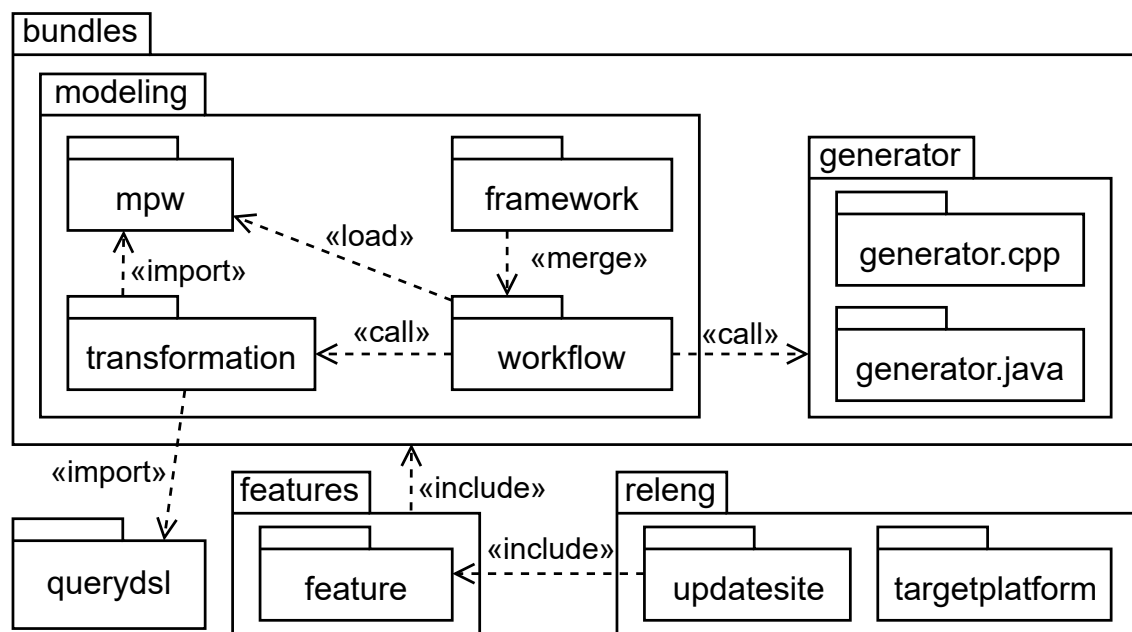 bundles
modeling
mpw
framework
generator
generator.cpp
«load»
«merge»
«import»
transformation
«call»
workflow
«call»
generator.java
«import»
features
«include»
releng
querydsl
feature
«include»
updatesite
targetplatform